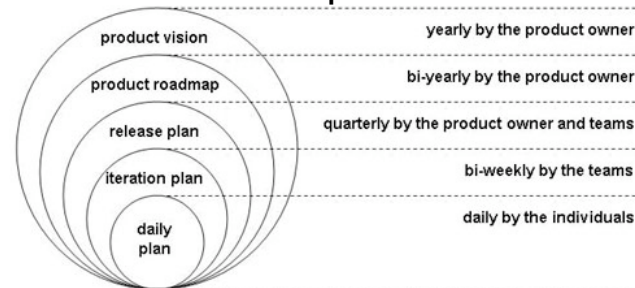 product vision
yearly by the product owner
product roadmap
bi-yearly by the product owner
release plan
quarterly by the product owner and teams
iteration plan
bi-weekly by the teams
daily
plan
daily by the individuals